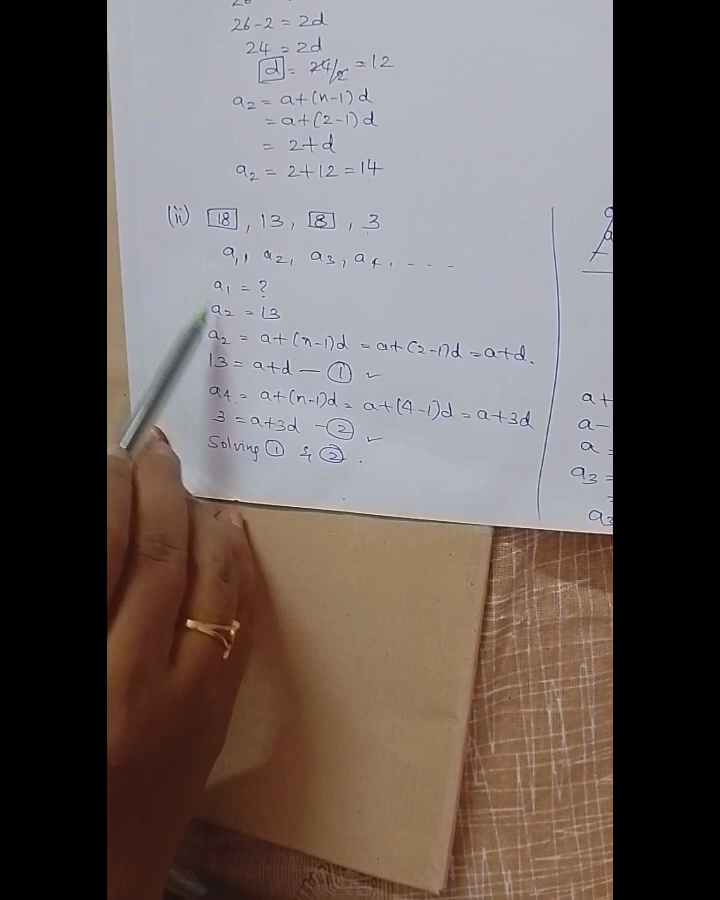 26-2 = 2d
24 = 2d
d = 24/2 = 12
a2 = a+(n-1)d
= a+(2-1)d
= 2+d
a2 = 2+12 = 14
(ii) 18, 13, 8, 3
a1, a2, a3, a4, - - -
a1 = ?
a2 = 13
a2 = a+(n-1)d = a+(2-1)d = a+d.
13 = a+d — ① ✓
a4 = a+(n-1)d = a+(4-1)d = a+3d
3 = a+3d — ② ✓
Solving ① & ② .
a+
a-
a =
a3 =
=
a3